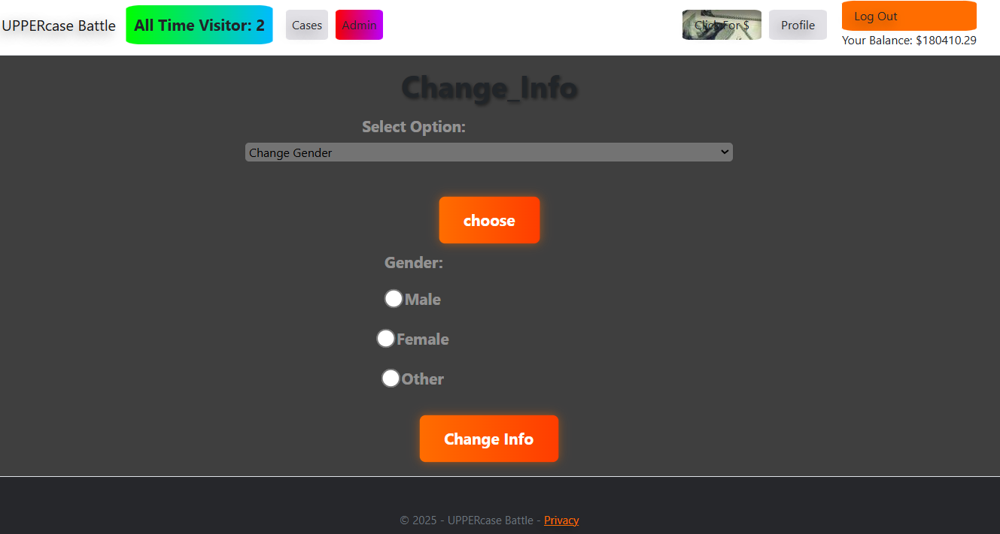 UPPERcase Battle All Time Visitor: 2 Cases Admin Click For $ Profile Log Out
Your Balance: $180410.29
Change_Info
Select Option:
Change Gender
choose
Gender:
Male
Female
Other
Change Info
© 2025 - UPPERcase Battle - Privacy